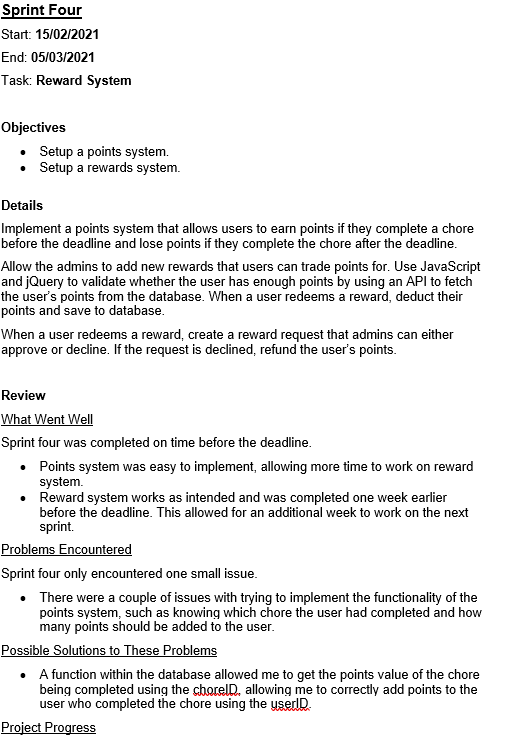 Sprint Four
Start: 15/02/2021
End: 05/03/2021
Task: Reward System
Objectives
• Setup a points system.
• Setup a rewards system.
Details
Implement a points system that allows users to earn points if they complete a chore
before the deadline and lose points if they complete the chore after the deadline.
Allow the admins to add new rewards that users can trade points for. Use JavaScript
and jQuery to validate whether the user has enough points by using an API to fetch
the user's points from the database. When a user redeems a reward, deduct their
points and save to database.
When a user redeems a reward, create a reward request that admins can either
approve or decline. If the request is declined, refund the user's points.
Review
What Went Well
Sprint four was completed on time before the deadline.
• Points system was easy to implement, allowing more time to work on reward
system.
• Reward system works as intended and was completed one week earlier
before the deadline. This allowed for an additional week to work on the next
sprint.
Problems Encountered
Sprint four only encountered one small issue.
• There were a couple of issues with trying to implement the functionality of the
points system, such as knowing which chore the user had completed and how
many points should be added to the user.
Possible Solutions to These Problems
• A function within the database allowed me to get the points value of the chore
being completed using the choreID, allowing me to correctly add points to the
user who completed the chore using the userID.
Project Progress